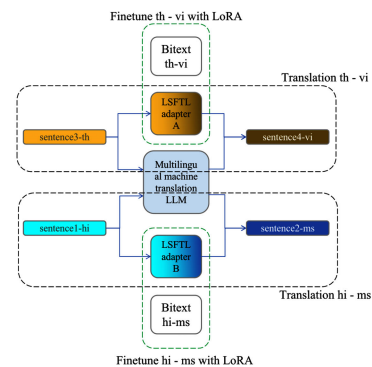 Finetune th - vi with LoRA
Bitext
th-vi
Translation th - vi
LSFTL
adapter
A
sentence3-th
sentence4-vi
Multilingu
al machine
translation
LLM
sentence1-hi
sentence2-ms
LSFTL
adapter
B
Translation hi - ms
Bitext
hi-ms
Finetune hi - ms with LoRA